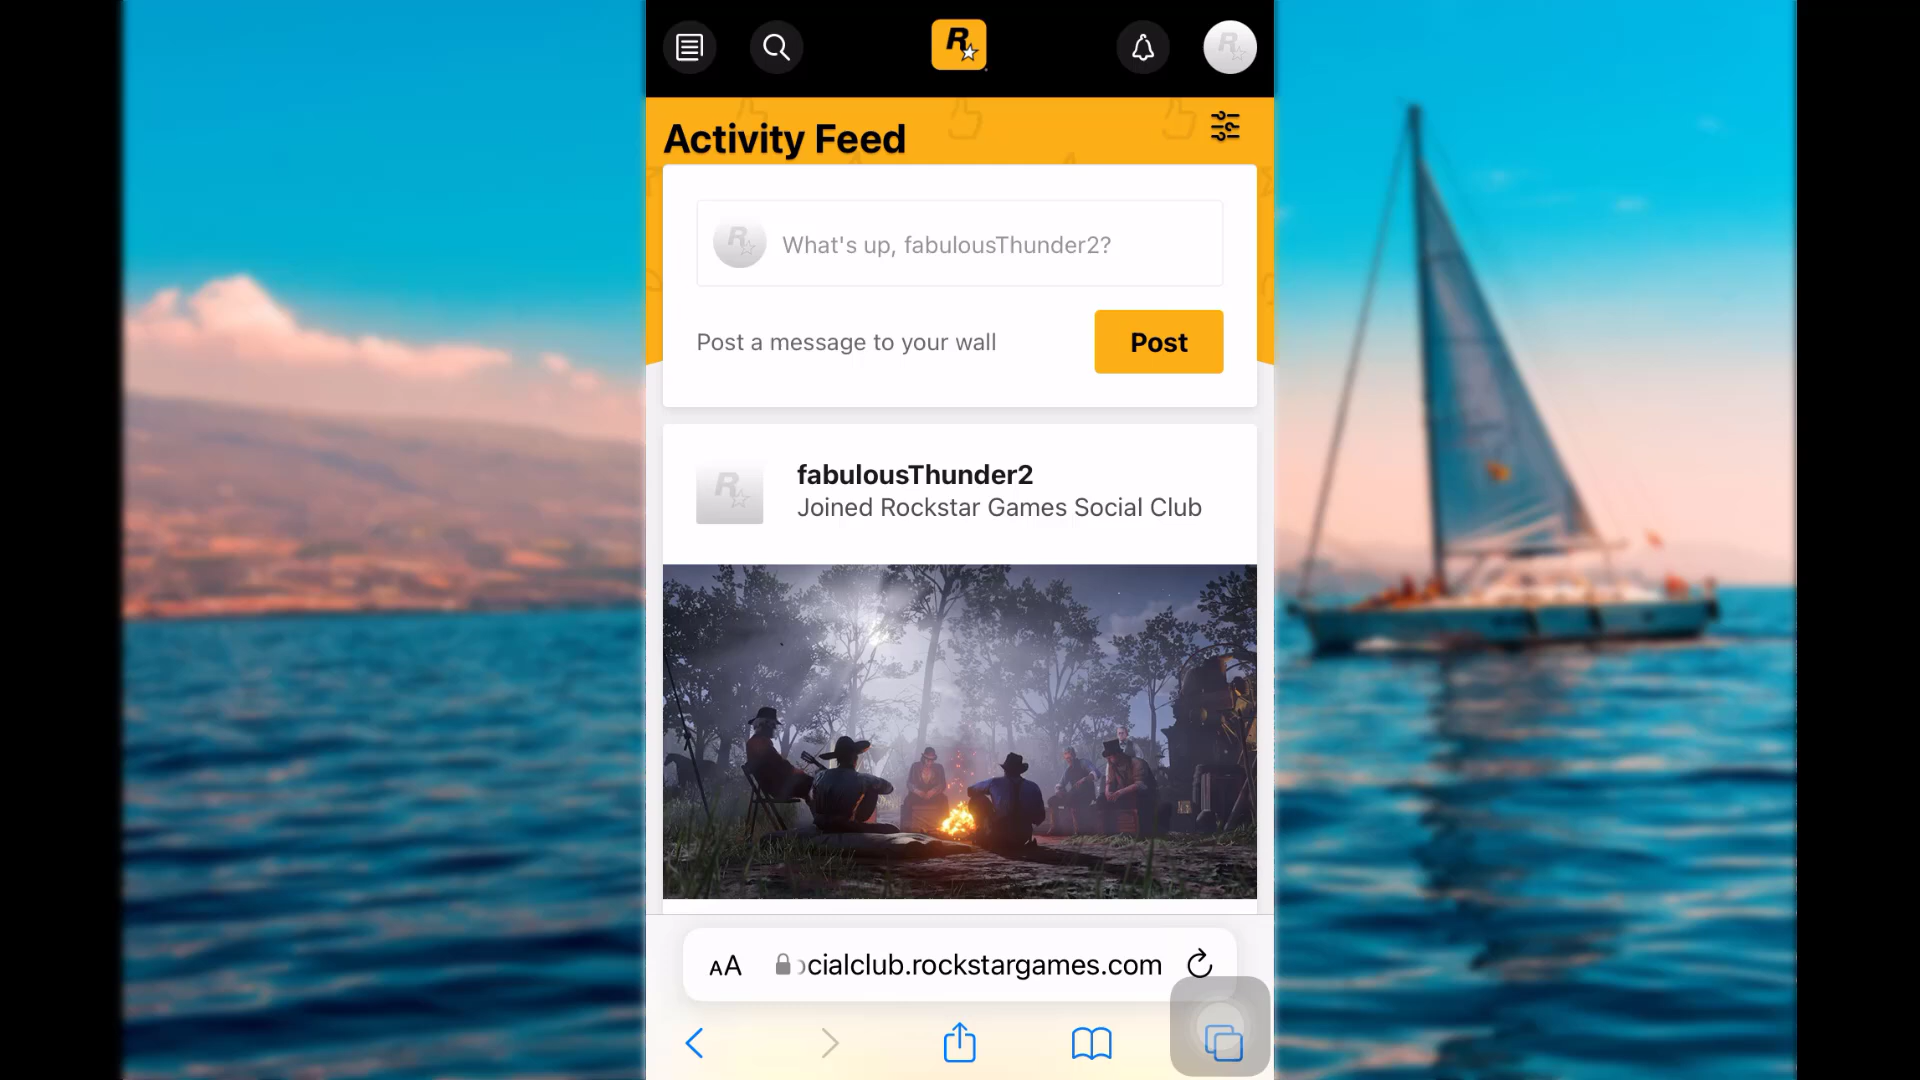 R
Activity Feed
R
What's up, fabulousThunder2?
Post a message to your wall
Post
R
fabulousThunder2
Joined Rockstar Games Social Club
AA
cialclub.rockstargames.com